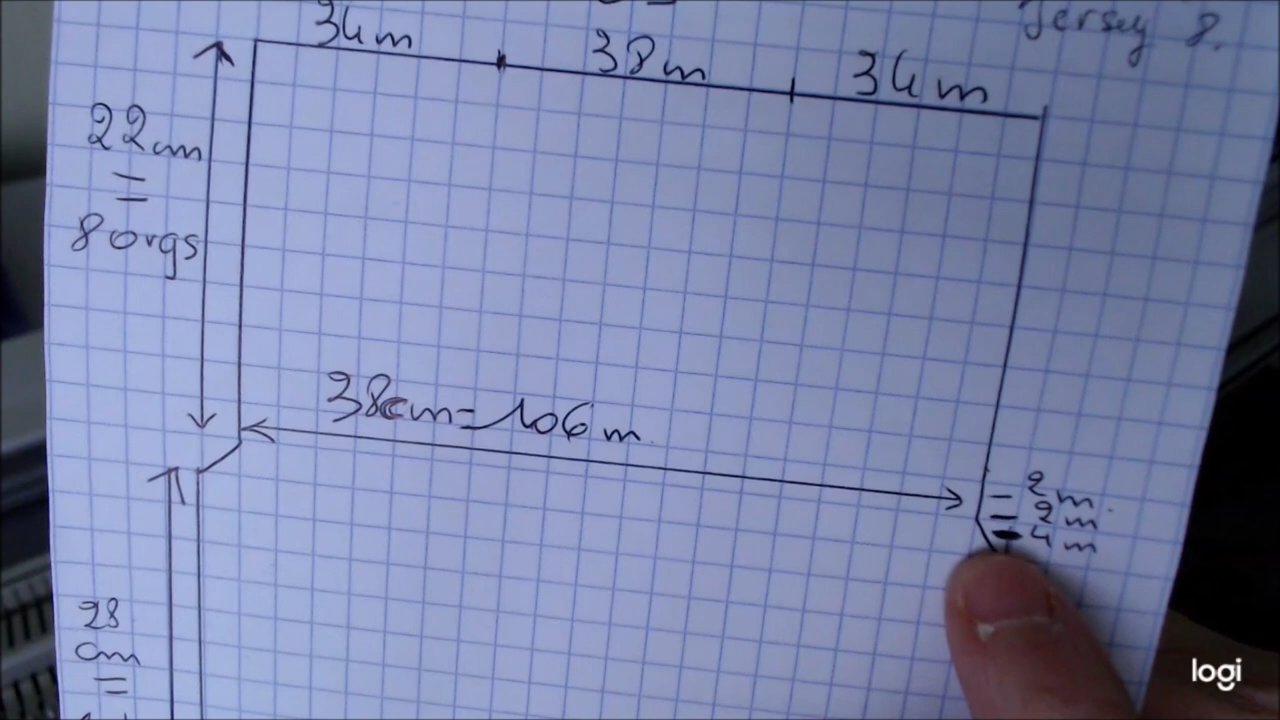 Jersey 8.
34m
38m
34m
22cm
=
80rgs
38cm=106m
- 2m.
- 2m
- 4m
28
cm
=
logi